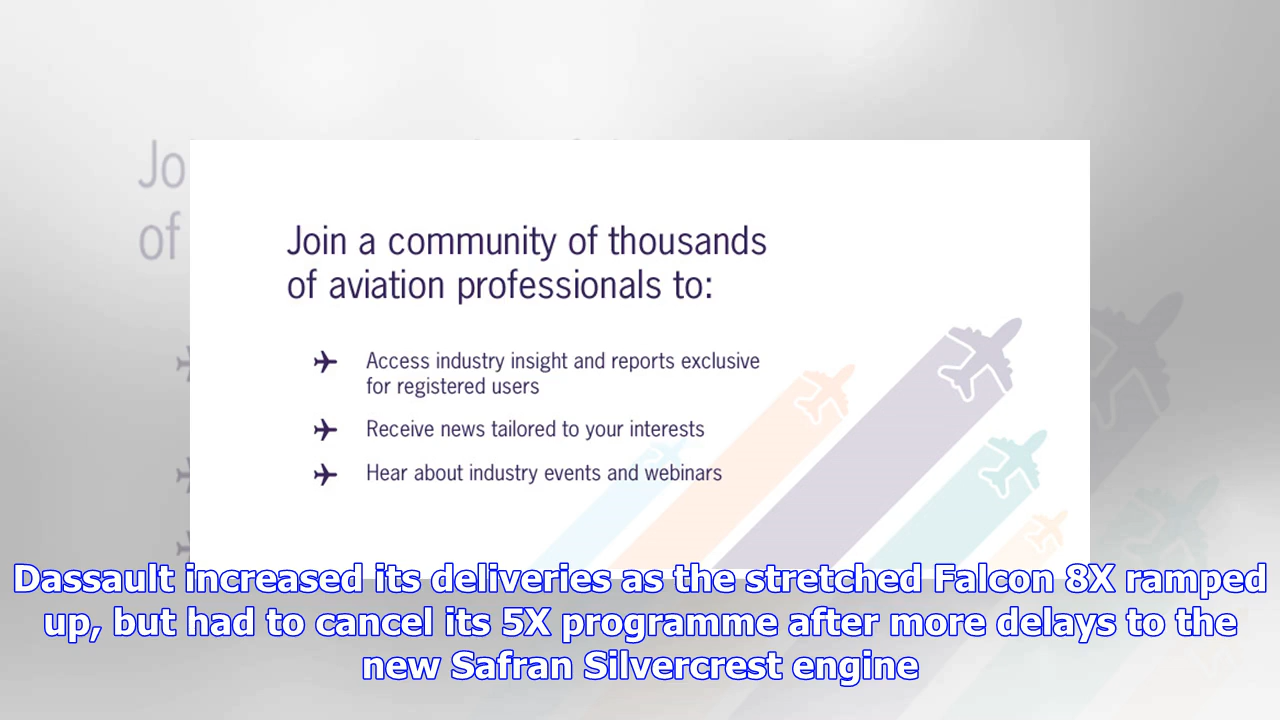 Join a community of thousands
of aviation professionals to:
Access industry insight and reports exclusive
for registered users
Receive news tailored to your interests
Hear about industry events and webinars
Dassault increased its deliveries as the stretched Falcon 8X ramped
up, but had to cancel its 5X programme after more delays to the
new Safran Silvercrest engine